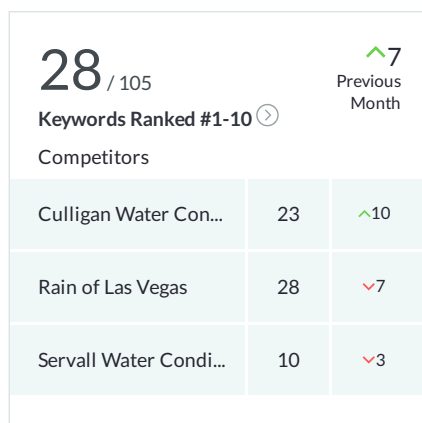 28 / 105
7
Previous
Month
Keywords Ranked #1-10
Competitors
Culligan Water Con... 23 10
Rain of Las Vegas 28 7
Servall Water Condi... 10 3